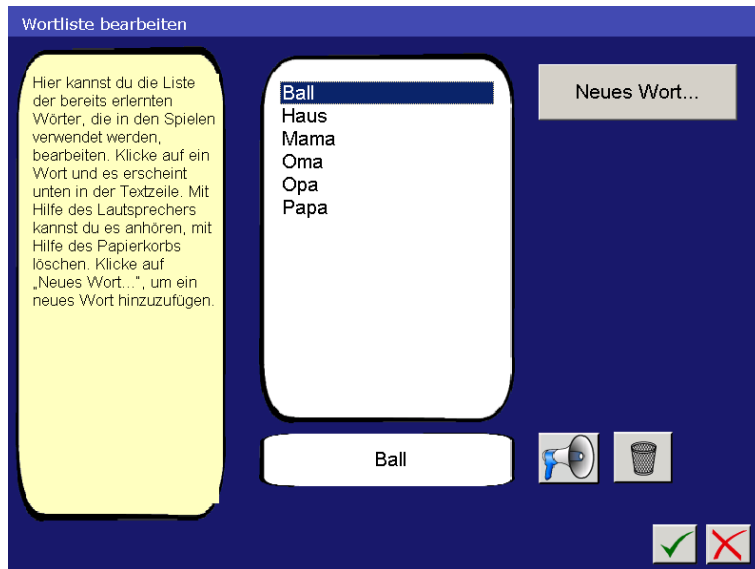 Wortliste bearbeiten
Hier kannst du die Liste
der bereits erlernten
Wörter, die in den Spielen
verwendet werden,
bearbeiten. Klicke auf ein
Wort und es erscheint
unten in der Textzeile. Mit
Hilfe des Lautsprechers
kannst du es anhören, mit
Hilfe des Papierkorbs
löschen. Klicke auf
„Neues Wort...“, um ein
neues Wort hinzuzufügen.
Ball
Haus
Mama
Oma
Opa
Papa
Neues Wort...
Ball